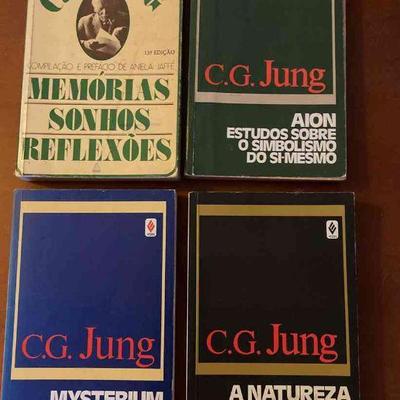 13ª EDIÇÃO
COMPILAÇÃO E PREFÁCIO DE ANIELA JAFFÉ
MEMÓRIAS
SONHOS
REFLEXÕES
C.G. Jung
AION
ESTUDOS SOBRE
O SIMBOLISMO
DO SI-MESMO
C.G. Jung
MYSTERIUM
C.G. Jung
A NATUREZA